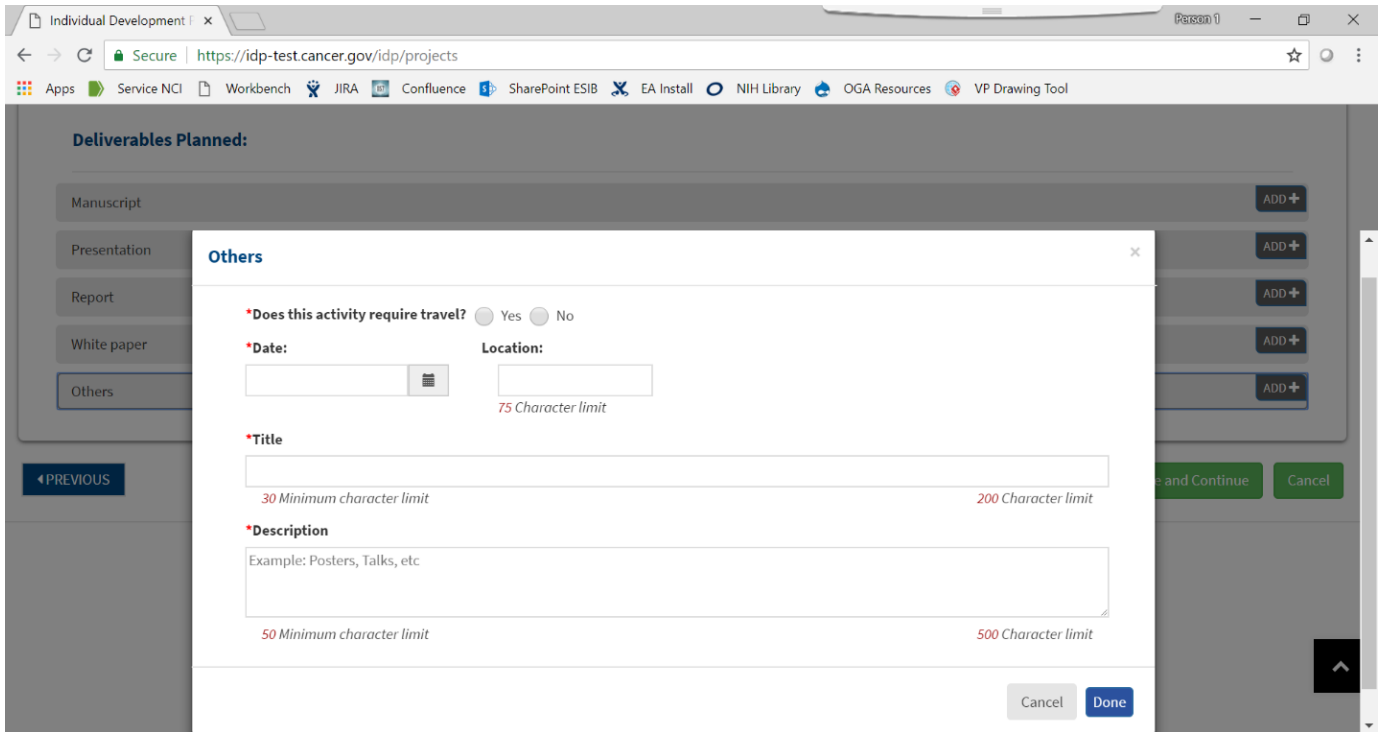 Individual Development F
Person 1
Secure https://idp-test.cancer.gov/idp/projects
Apps Service NCI Workbench JIRA Confluence SharePoint ESIB EA Install NIH Library OGA Resources VP Drawing Tool
Deliverables Planned:
Manuscript ADD+
Presentation ADD+
Report ADD+
White paper ADD+
Others ADD+
PREVIOUS
e and Continue Cancel
Others ×
*Does this activity require travel? Yes No
*Date: Location:
75 Character limit
*Title
30 Minimum character limit 200 Character limit
*Description
Example: Posters, Talks, etc
50 Minimum character limit 500 Character limit
Cancel Done